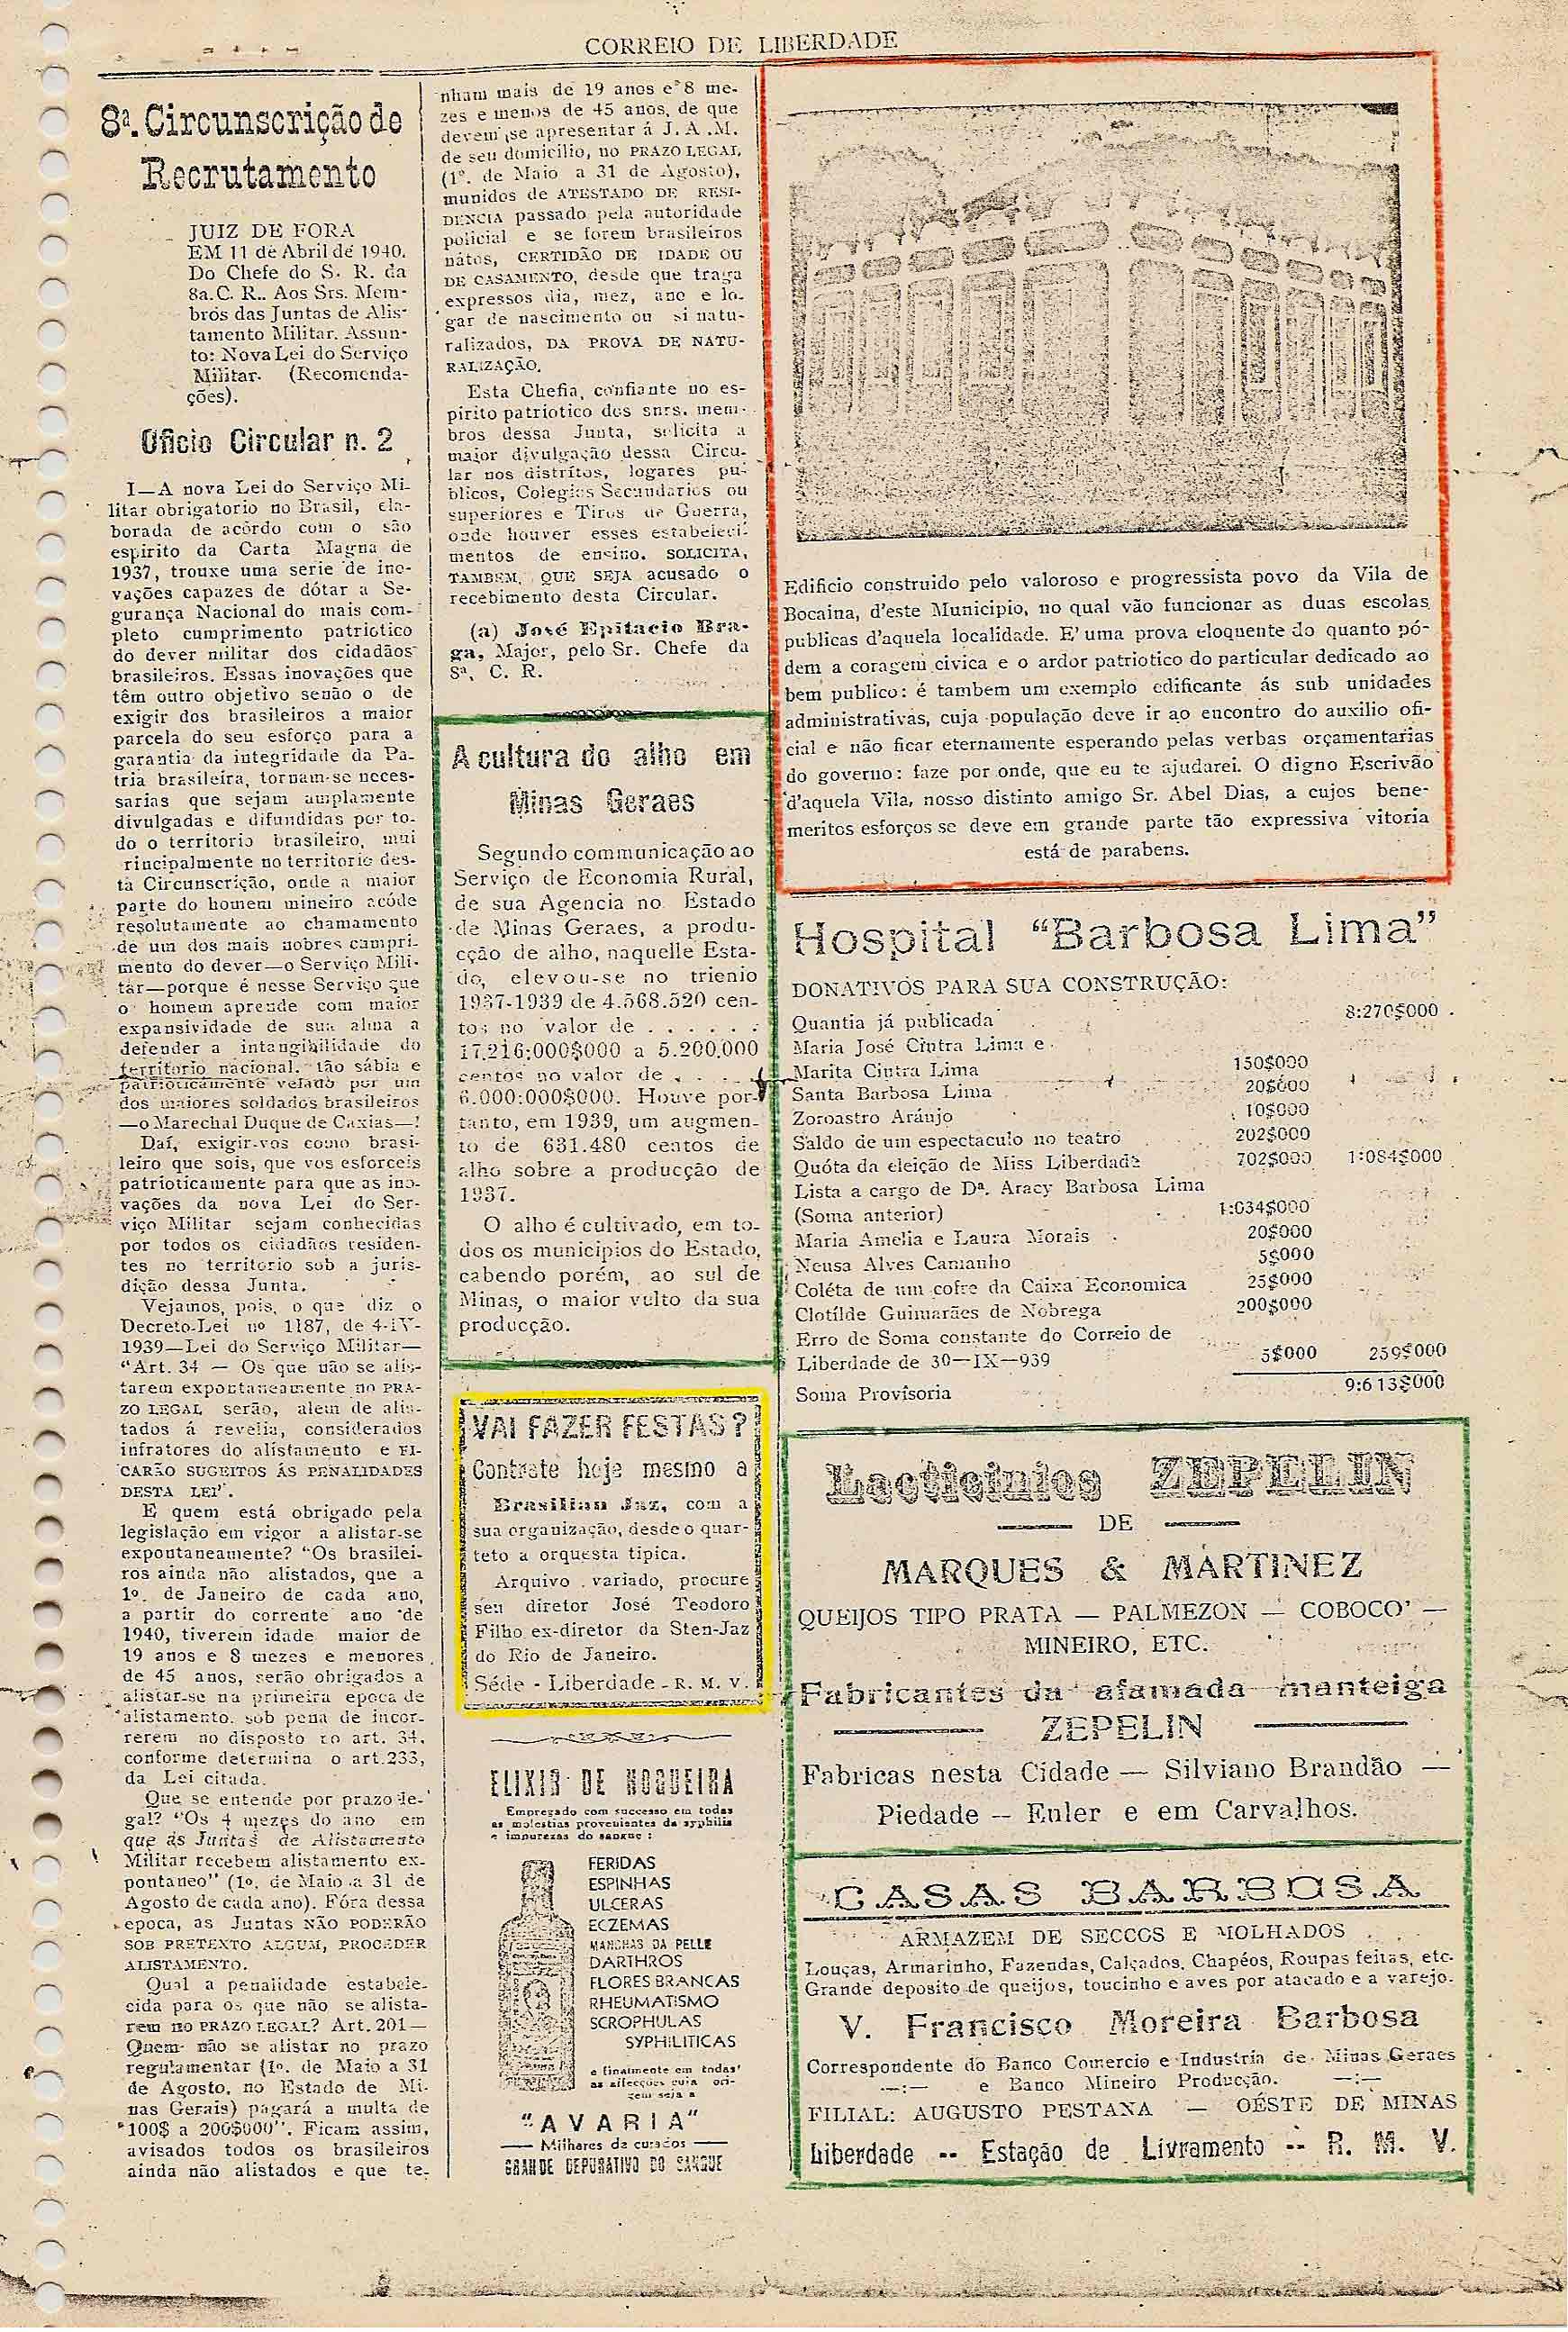 CORREIO DE LIBERDADE
8ª. Circunscrição de
Recrutamento
JUIZ DE FORA
EM 11 de Abril de 1940.
Do Chefe do S. R. da
8a. C. R.. Aos Srs. Mem-
bros das Juntas de Alis-
tamento Militar. Assun-
to: Nova Lei do Serviço
Militar. (Recomenda-
ções).
Oficio Circular n. 2
I—A nova Lei do Serviço Mi-
litar obrigatorio no Brasil, ela-
borada de acôrdo com o são
espirito da Carta Magna de
1937, trouxe uma serie de ino-
vações capazes de dótar a Se-
gurança Nacional do mais com-
pleto cumprimento patriotico
do dever militar dos cidadãos
brasileiros. Essas inovações que
têm outro objetivo senão o de
exigir dos brasileiros a maior
parcela do seu esforço para a
garantia da integridade da Pa-
tria brasileira, tornam-se neces-
sarias que sejam amplamente
divulgadas e difundidas por to-
do o territorio brasileiro, mui
rincipalmente no territorio des-
ta Circunscrição, onde a maior
parte do homem mineiro acóde
resolutamente ao chamamento
de um dos mais nobres campri-
mento do dever—o Serviço Mili-
tar—porque é nesse Serviço que
o homem aprende com maior
expansividade de sua alma a
defender a intangibilidade do
territorio nacional. tão sábia e
patrioticamente velado por um
dos maiores soldados brasileiros
—o Marechal Duque de Caxias—!
Daí, exigir-vos como brasi-
leiro que sois, que vos esforceis
patrioticamente para que as ino-
vações da nova Lei do Ser-
viço Militar sejam conhecidas
por todos os cidadãos residen-
tes no territorio sob a juris-
dição dessa Junta.
Vejamos, pois, o que diz o
Decreto-Lei nº 1187, de 4-IV-
1939—Lei do Serviço Militar—
“Art. 34 — Os que não se alis-
tarem expontaneamente no PRA-
ZO LEGAL serão, alem de alis-
tados á revelia, considerados
infratores do alistamento e FI-
CARÃO SUGEITOS ÁS PENALIDADES
DESTA LEI”.
E quem está obrigado pela
legislação em vigor a alistar-se
expontaneamente? “Os brasilei-
ros ainda não alistados, que a
1º. de Janeiro de cada ano,
a partir do corrente ano de
1940, tiverem idade maior de
19 anos e 8 mezes e menores
de 45 anos, serão obrigados a
alistar-se na primeira epoca de
alistamento. sob pena de incor-
rerem no disposto no art. 34.
conforme determina o art.233,
da Lei citada.
Que se entende por prazo le-
gal? “Os 4 mezes do ano em
que as Juntas de Alistamento
Militar recebem alistamento ex-
pontaneo” (1º. de Maio a 31 de
Agosto de cada ano). Fóra dessa
epoca, as Juntas NÃO PODERÃO
SOB PRETEXTO ALGUM, PROCEDER
ALISTAMENTO.
Qual a penalidade estabele-
cida para os que não se alista-
rem no PRAZO LEGAL? Art. 201—
Quem não se alistar no prazo
regulamentar (1º. de Maio a 31
de Agosto, no Estado de Mi-
nas Gerais) pagará a multa de
100$ a 200$000”. Ficam assim,
avisados todos os brasileiros
ainda não alistados e que te-
nham mais de 19 anos e 8 me-
zes e menos de 45 anos, de que
devem se apresentar á J. A .M.
de seu domicilio, no PRAZO LEGAL
(1º. de Maio a 31 de Agosto),
munidos de ATESTADO DE RESI-
DENCIA passado pela autoridade
policial e se forem brasileiros
nátos, CERTIDÃO DE IDADE OU
DE CASAMENTO, desde que traga
expressos dia, mez, ano e lo-
gar de nascimento ou si natu-
ralizados, DA PROVA DE NATU-
RALIZAÇÃO.
Esta Chefia, confiante no es-
pirito patriotico dos snrs. mem-
bros dessa Junta, solicita a
maior divulgação dessa Circu-
lar nos distritos, logares pu-
blicos, Colegios Secundarios ou
superiores e Tiros de Guerra,
onde houver esses estabeleci-
mentos de ensino. SOLICITA,
TAMBEM, QUE SEJA acusado o
recebimento desta Circular.
(a) José Epitacio Bra-
ga, Major, pelo Sr. Chefe da
8ª. C. R.
A cultura do alho em
Minas Geraes
Segundo communicação ao
Serviço de Economia Rural,
de sua Agencia no Estado
de Minas Geraes, a produ-
cção de alho, naquelle Esta-
do, elevou-se no trienio
1937-1939 de 4.568.520 cen-
tos no valor de . . . . . .
17.216:000$000 a 5.200.000
centos no valor de . . . .
6.000:000$000. Houve por-
tanto, em 1939, um augmen-
to de 631.480 centos de
alho sobre a producção de
1937.
O alho é cultivado, em to-
dos os municipios do Estado,
cabendo porém, ao sul de
Minas, o maior vulto da sua
producção.
VAI FAZER FESTAS?
Contrate hoje mesmo a
Brasilian Jaz, com a
sua organização, desde o quar-
teto a orquesta tipica.
Arquivo variado, procure
seu diretor José Teodoro
Filho ex-diretor da Sten-Jaz
do Rio de Janeiro.
Séde - Liberdade - R. M. V.
ELIXIR DE NOGUEIRA
Empregado com successo em todas
as molestias provenientes da syphilis
e impurezas do sangue :
FERIDAS
ESPINHAS
ULCERAS
ECZEMAS
MANCHAS DA PELLE
DARTHROS
FLORES BRANCAS
RHEUMATISMO
SCROPHULAS
SYPHILITICAS
e finalmente em todas
as affecções cuja ori-
gem seja a
“AVARIA”
— Milhares de curados —
GRANDE DEPURATIVO DO SANGUE
Edificio construido pelo valoroso e progressista povo da Vila de
Bocaina, d’este Municipio, no qual vão funcionar as duas escolas
publicas d’aquela localidade. E’ uma prova eloquente do quanto pó-
dem a coragem civica e o ardor patriotico do particular dedicado ao
bem publico: é tambem um exemplo edificante ás sub unidades
administrativas, cuja população deve ir ao encontro do auxilio ofi-
cial e não ficar eternamente esperando pelas verbas orçamentarias
do governo: faze por onde, que eu te ajudarei. O digno Escrivão
d’aquela Vila, nosso distinto amigo Sr. Abel Dias, a cujos bene-
meritos esforços se deve em grande parte tão expressiva vitoria
está de parabens.
Hospital “Barbosa Lima”
DONATIVOS PARA SUA CONSTRUÇÃO:
Quantia já publicada 8:270$000
Maria José Cintra Lima e
Marita Cintra Lima 150$000
Santa Barbosa Lima 20$000
Zoroastro Aráujo 10$000
Saldo de um espectaculo no teatro 202$000
Quóta da eleição de Miss Liberdade 702$000 1:084$000
Lista a cargo de Dª. Aracy Barbosa Lima
(Soma anterior) 1:034$000
Maria Amelia e Laura Morais 20$000
Neusa Alves Camanho 5$000
Coléta de um cofre da Caixa Economica 25$000
Clotílde Guimarães de Nobrega 200$000
Erro de Soma constante do Correio de
Liberdade de 30—IX—939 5$000 259$000
Soma Provisoria 9:613$000
Lacticinios ZEPELIN
— DE —
MARQUES & MARTINEZ
QUEIJOS TIPO PRATA — PALMEZON — COBOCO’ —
MINEIRO, ETC.
Fabricantes da afamada manteiga
ZEPELIN
Fabricas nesta Cidade — Silviano Brandão —
Piedade — Euler e em Carvalhos.
CASAS BARBOSA
ARMAZEM DE SECCOS E MOLHADOS
Louças, Armarinho, Fazendas, Calçados, Chapéos, Roupas feitas, etc.
Grande deposito de queijos, toucinho e aves por atacado e a varejo.
V. Francisco Moreira Barbosa
Correspondente do Banco Comercio e Industria de Minas Geraes
—:— e Banco Mineiro Producção. —:—
FILIAL: AUGUSTO PESTANA — OÉSTE DE MINAS
Liberdade -- Estação de Livramento -- R. M. V.